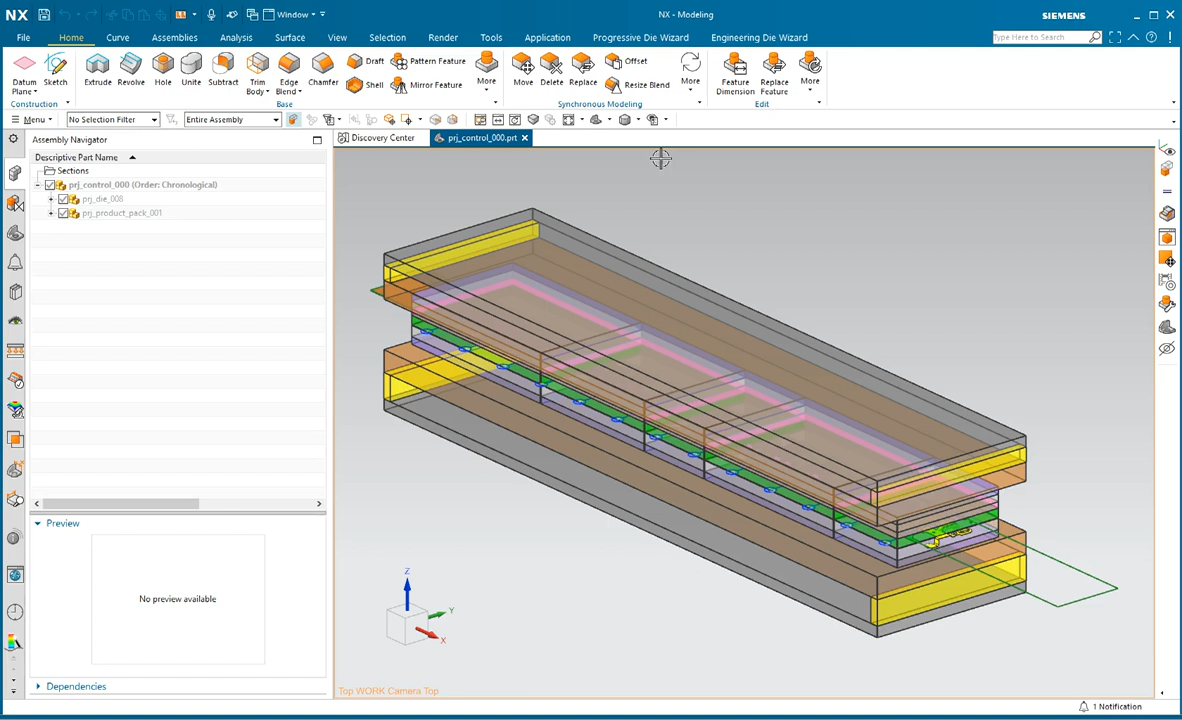 NX
Window
NX - Modeling
SIEMENS
File
Home
Curve
Assemblies
Analysis
Surface
View
Selection
Render
Tools
Application
Progressive Die Wizard
Engineering Die Wizard
Type Here to Search
Datum Plane
Sketch
Extrude
Revolve
Hole
Unite
Subtract
Trim Body
Edge Blend
Chamfer
Draft
Shell
Pattern Feature
Mirror Feature
More
Move
Delete
Replace
Offset
Resize Blend
More
Feature Dimension
Replace Feature
More
Construction
Base
Synchronous Modeling
Edit
Menu
No Selection Filter
Entire Assembly
Assembly Navigator
Discovery Center
prj_control_000.prt
Descriptive Part Name
Sections
prj_control_000 (Order: Chronological)
prj_die_008
prj_product_pack_001
Preview
No preview available
Dependencies
Z
Y
X
Top WORK Camera Top
1 Notification